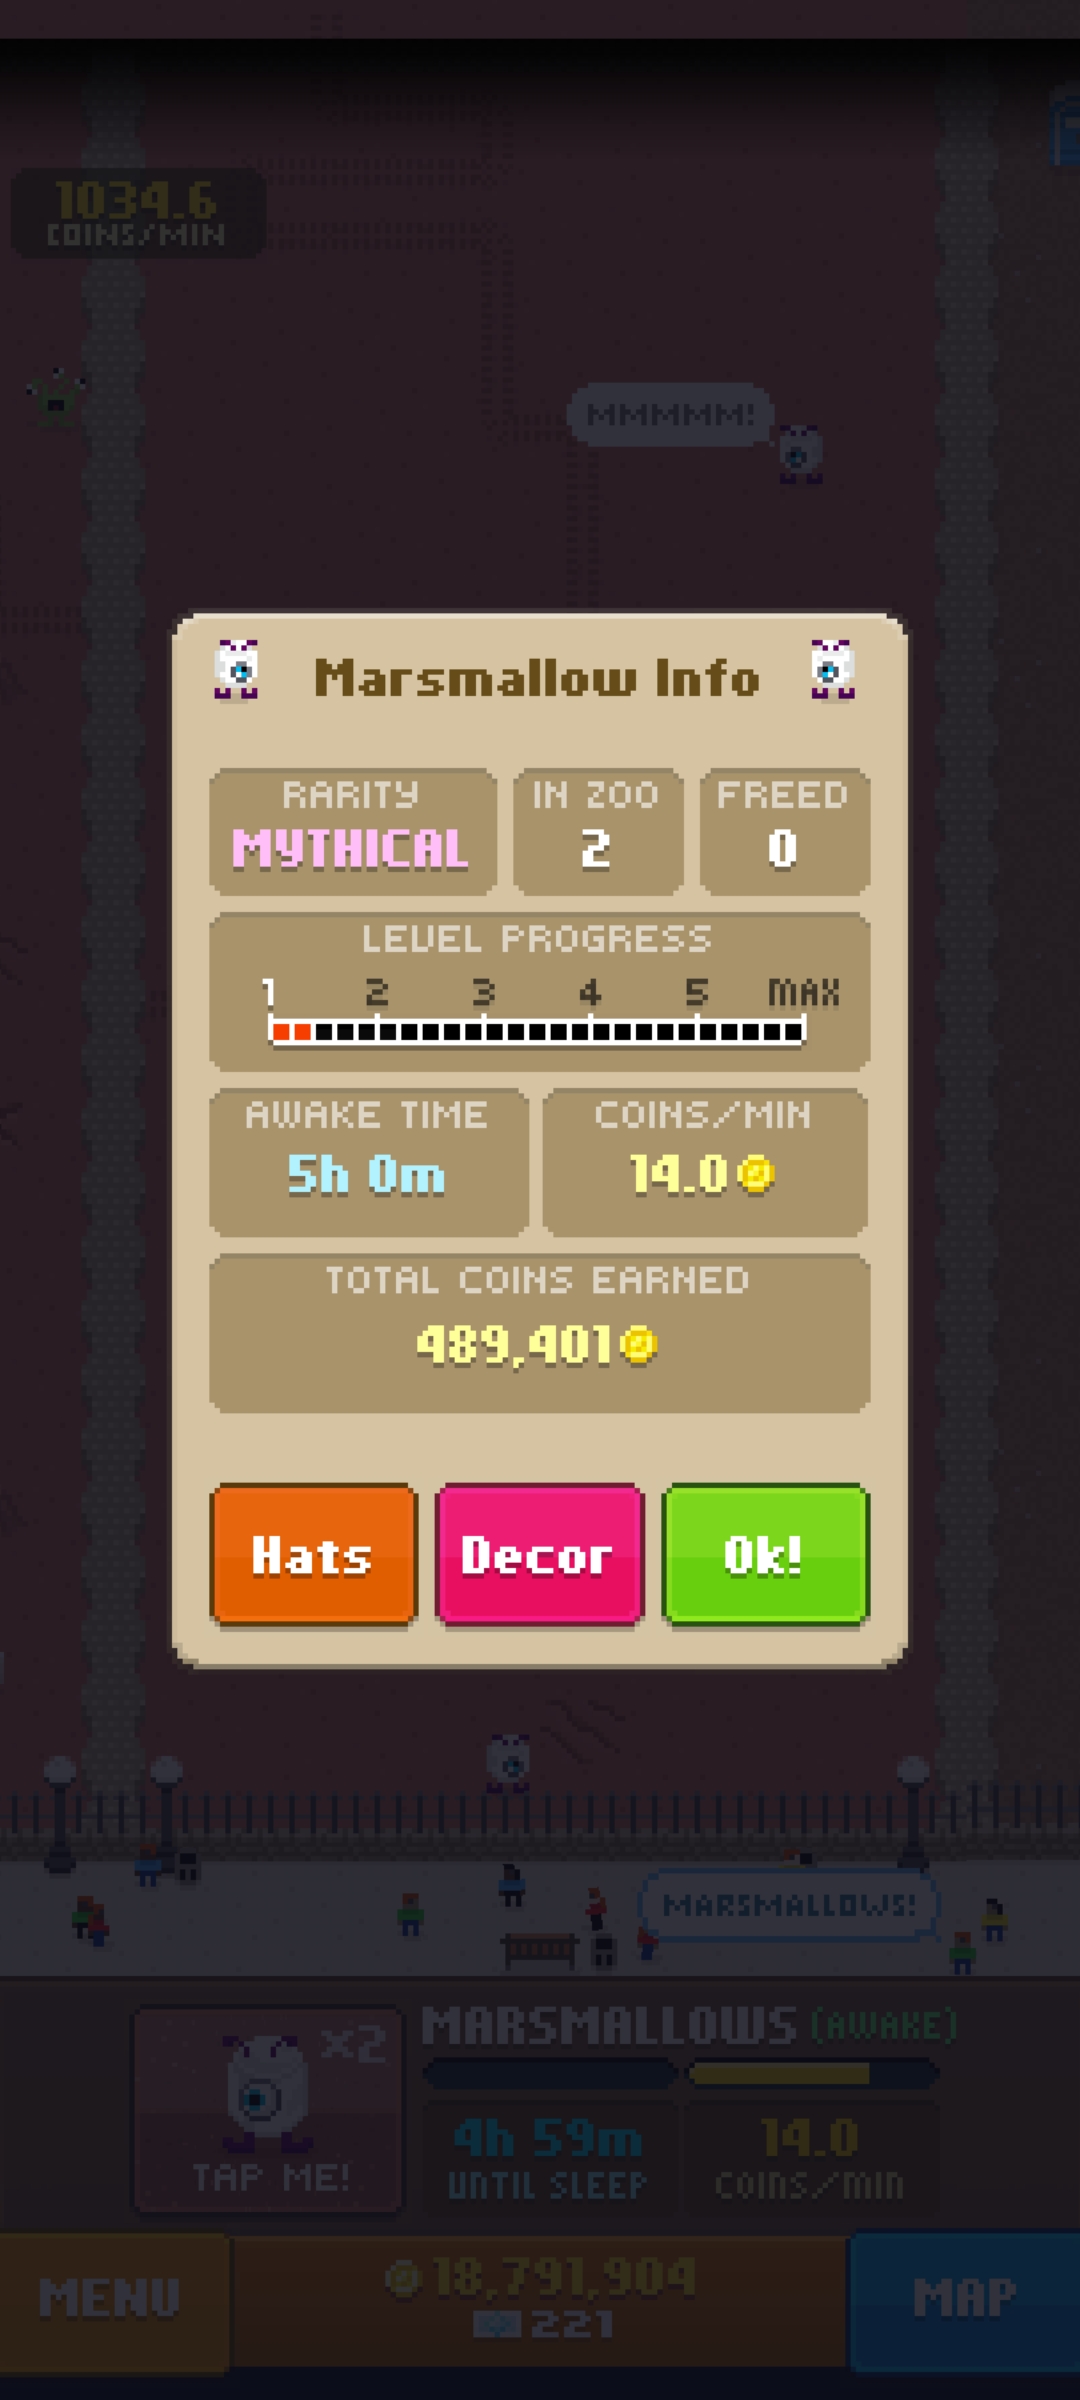 1034.6
COINS/MIN
MMMMM!
Marsmallow Info
RARITY
MYTHICAL
IN ZOO
2
FREED
0
LEVEL PROGRESS
1 2 3 4 5 MAX
AWAKE TIME
5h 0m
COINS/MIN
14.0
TOTAL COINS EARNED
489,401
Hats
Decor
Ok!
MARSMALLOWS!
x2
TAP ME!
MARSMALLOWS (AWAKE)
4h 59m
UNTIL SLEEP
14.0
COINS/MIN
MENU
18,791,904
221
MAP